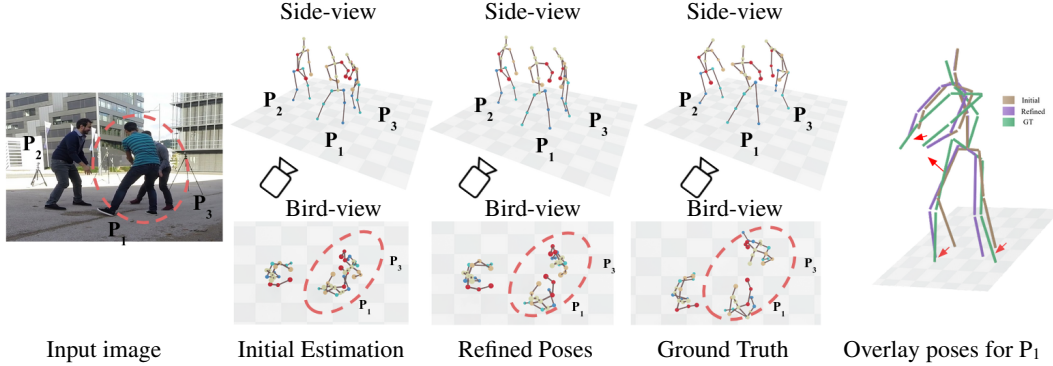 Side-view
Side-view
Side-view
P2
P3
P1
P2
P1
P3
P2
P3
P1
P2
P3
P1
Initial
Refined
GT
Bird-view
Bird-view
Bird-view
P3
P1
P3
P1
P3
P1
Input image
Initial Estimation
Refined Poses
Ground Truth
Overlay poses for P1